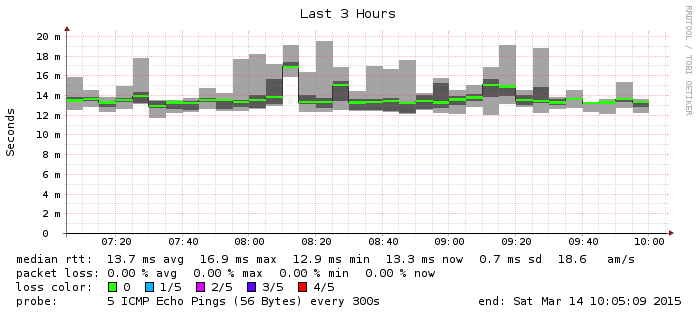 Last 3 Hours
RRDTOOL / TOBI OETIKER
Seconds
20 m
18 m
16 m
14 m
12 m
10 m
8 m
6 m
4 m
2 m
0
07:20 07:40 08:00 08:20 08:40 09:00 09:20 09:40 10:00
median rtt: 13.7 ms avg 16.9 ms max 12.9 ms min 13.3 ms now 0.7 ms sd 18.6 am/s
packet loss: 0.00 % avg 0.00 % max 0.00 % min 0.00 % now
loss color: 0 1/5 2/5 3/5 4/5
probe: 5 ICMP Echo Pings (56 Bytes) every 300s end: Sat Mar 14 10:05:09 2015